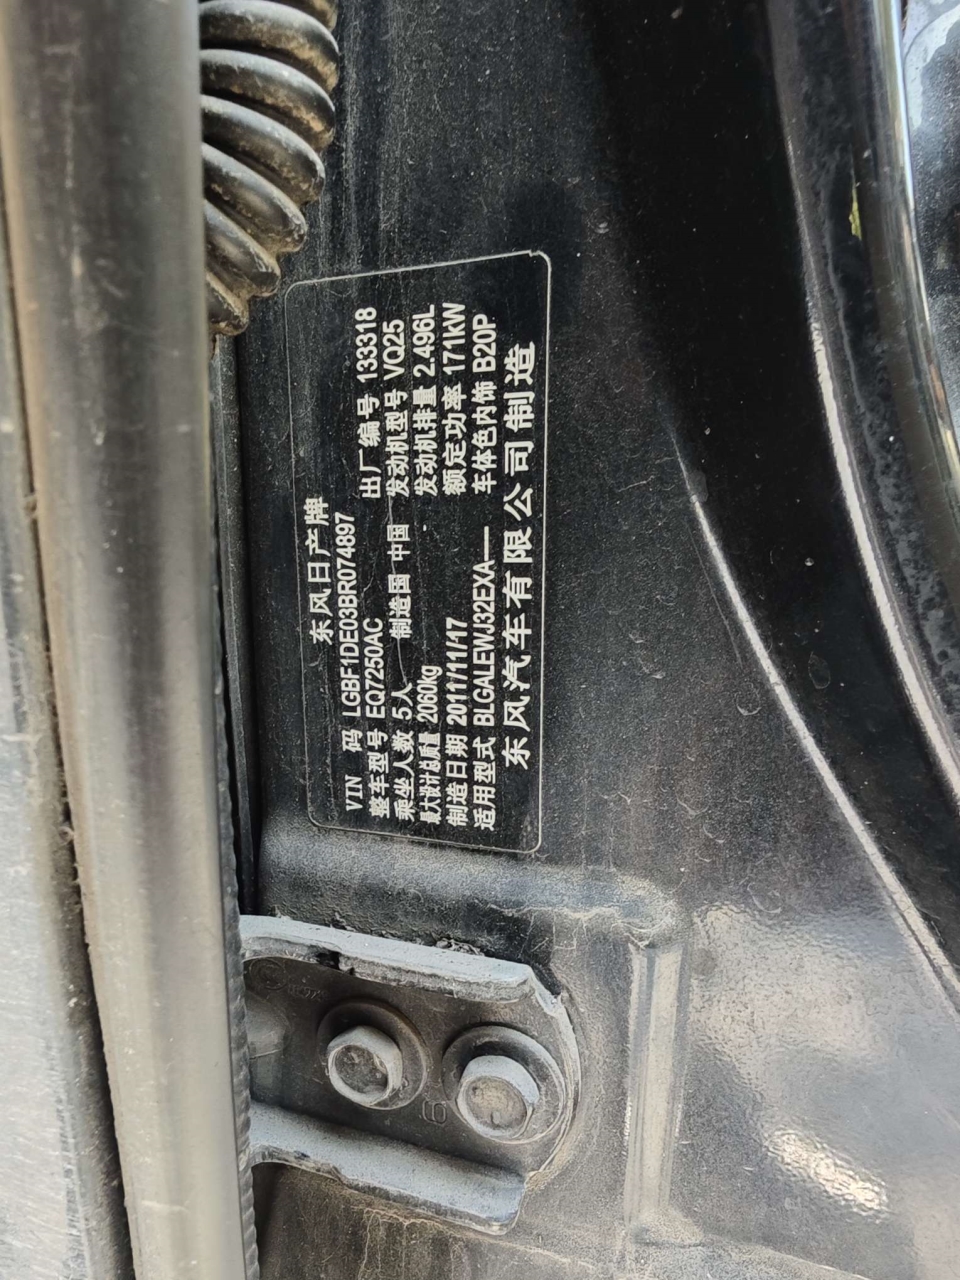 东风日产牌
VIN 码 LGBF1DE03BR074897
整车型号 EQ7250AC 出厂编号 133318
乘坐人数 5人 制造国 中国 发动机型号 VQ25
最大设计总质量 2060kg - 发动机排量 2.496L
制造日期 2011/11/17 额定功率 171kW
适用型式 BLGALEWJ32EXA— 车体色内饰 B20P
东风汽车有限公司制造
8